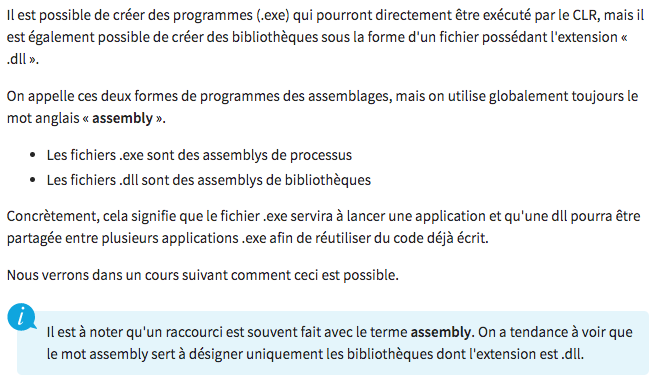 Il est possible de créer des programmes (.exe) qui pourront directement être exécuté par le CLR, mais il
est également possible de créer des bibliothèques sous la forme d'un fichier possédant l'extension «
.dll ».
On appelle ces deux formes de programmes des assemblages, mais on utilise globalement toujours le
mot anglais « assembly ».
• Les fichiers .exe sont des assemblys de processus
• Les fichiers .dll sont des assemblys de bibliothèques
Concrètement, cela signifie que le fichier .exe servira à lancer une application et qu'une dll pourra être
partagée entre plusieurs applications .exe afin de réutiliser du code déjà écrit.
Nous verrons dans un cours suivant comment ceci est possible.
i
Il est à noter qu'un raccourci est souvent fait avec le terme assembly. On a tendance à voir que
le mot assembly sert à désigner uniquement les bibliothèques dont l'extension est .dll.